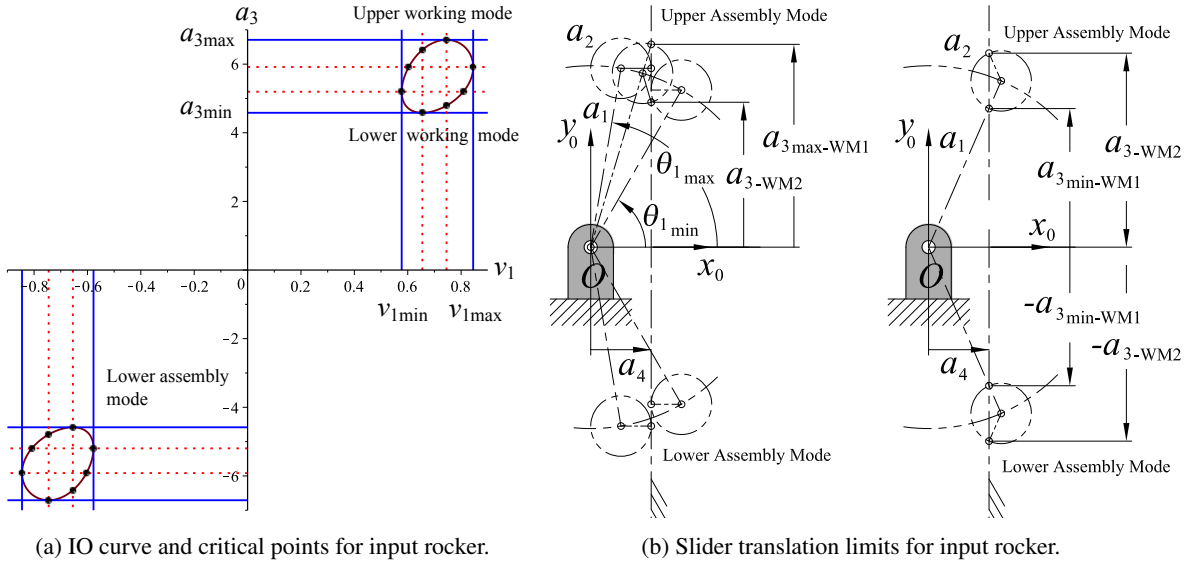 a3
Upper working mode
a3max
6
a3min
4
Lower working mode
2
v1
-0.8 -0.6 -0.4 -0.2 0 0.2 0.4 0.6 0.8
v1min v1max
-2
Lower assembly
mode
-4
-6
(a) IO curve and critical points for input rocker.
Upper Assembly Mode
a2
a1
y0
a3max-WM1
θ1max
a3-WM2
θ1min
O
x0
a4
Lower Assembly Mode
Upper Assembly Mode
a2
y0
a1
a3-WM2
a3min-WM1
x0
O
-a3min-WM1
-a3-WM2
a4
Lower Assembly Mode
(b) Slider translation limits for input rocker.